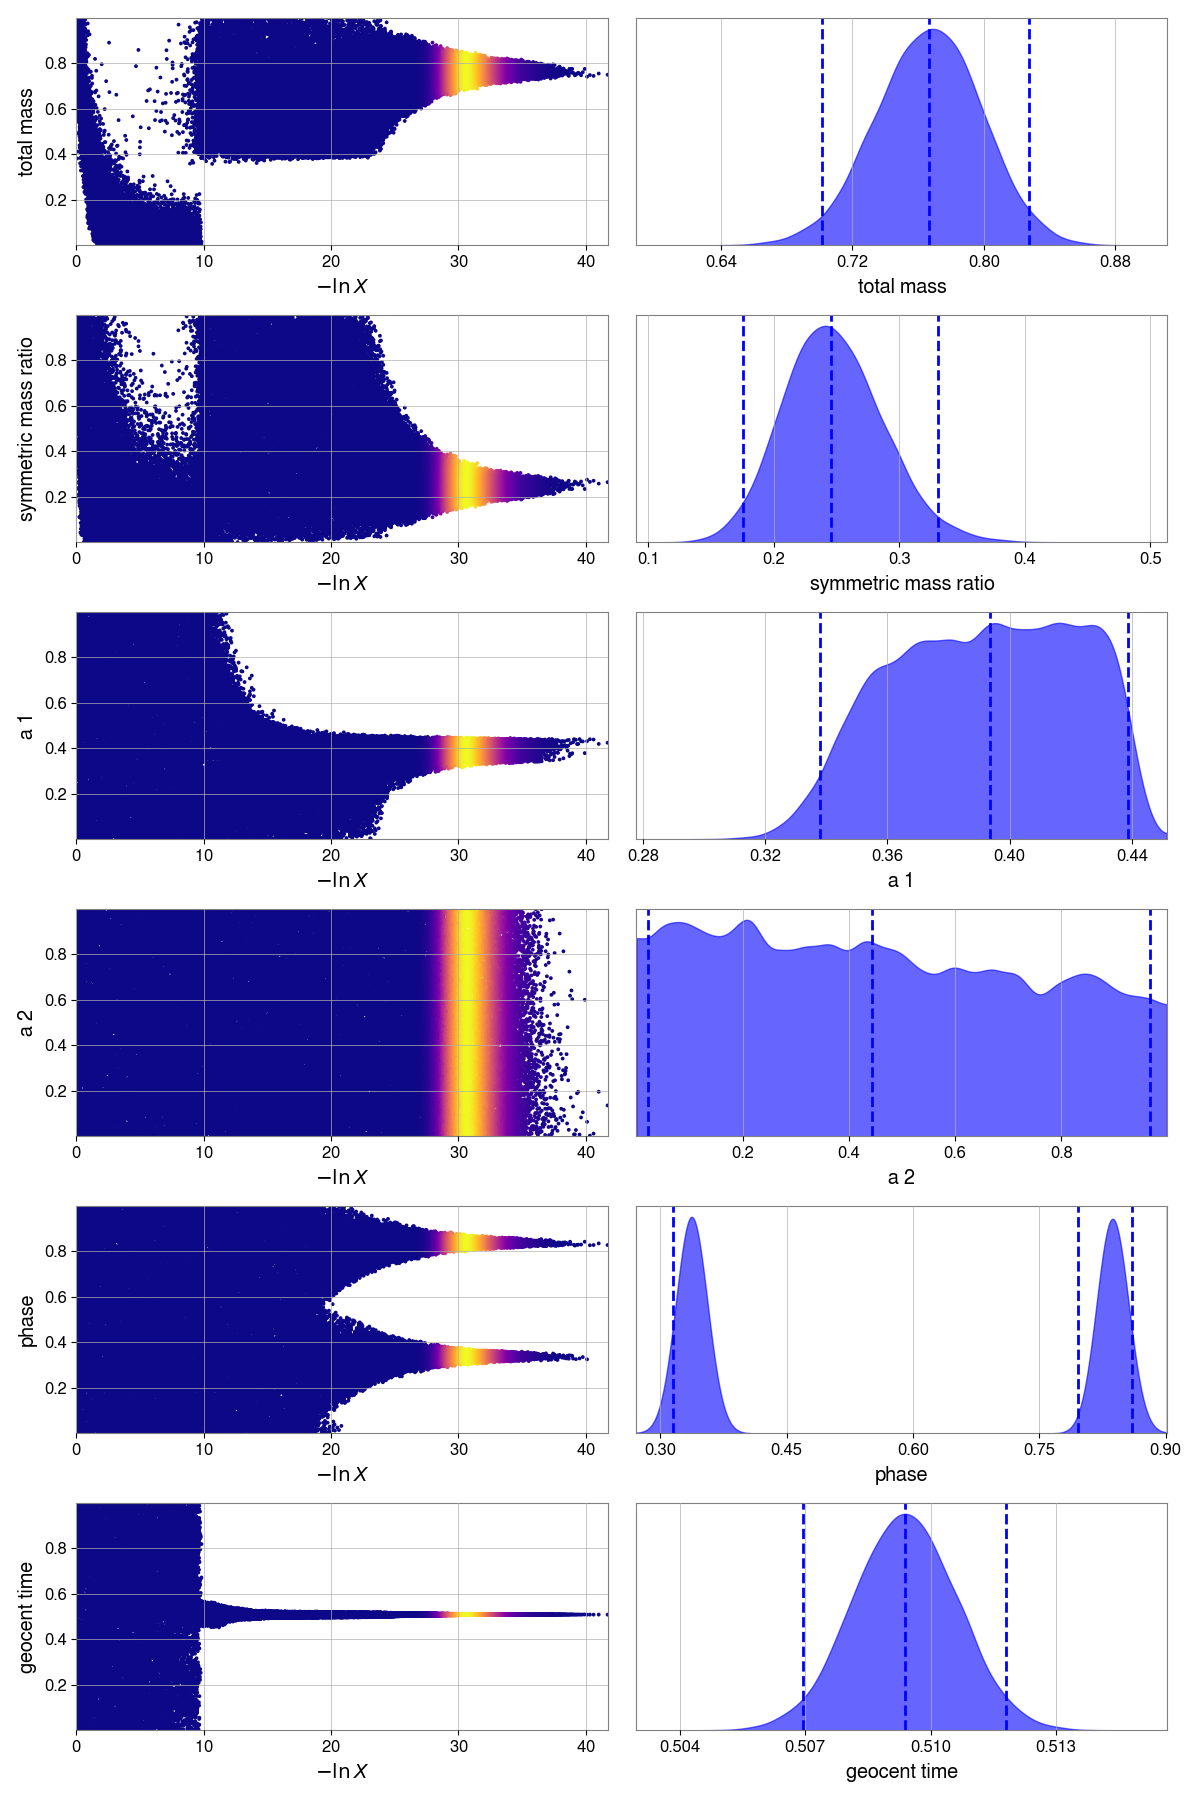 0.8
0.6
0.4
0.2
total mass
0 10 20 30 40
−ln X
0.64 0.72 0.80 0.88
total mass
0.8
0.6
0.4
0.2
symmetric mass ratio
0 10 20 30 40
−ln X
0.1 0.2 0.3 0.4 0.5
symmetric mass ratio
0.8
0.6
0.4
0.2
a 1
0 10 20 30 40
−ln X
0.28 0.32 0.36 0.40 0.44
a 1
0.8
0.6
0.4
0.2
a 2
0 10 20 30 40
−ln X
0.2 0.4 0.6 0.8
a 2
0.8
0.6
0.4
0.2
phase
0 10 20 30 40
−ln X
0.30 0.45 0.60 0.75 0.90
phase
0.8
0.6
0.4
0.2
geocent time
0 10 20 30 40
−ln X
0.504 0.507 0.510 0.513
geocent time